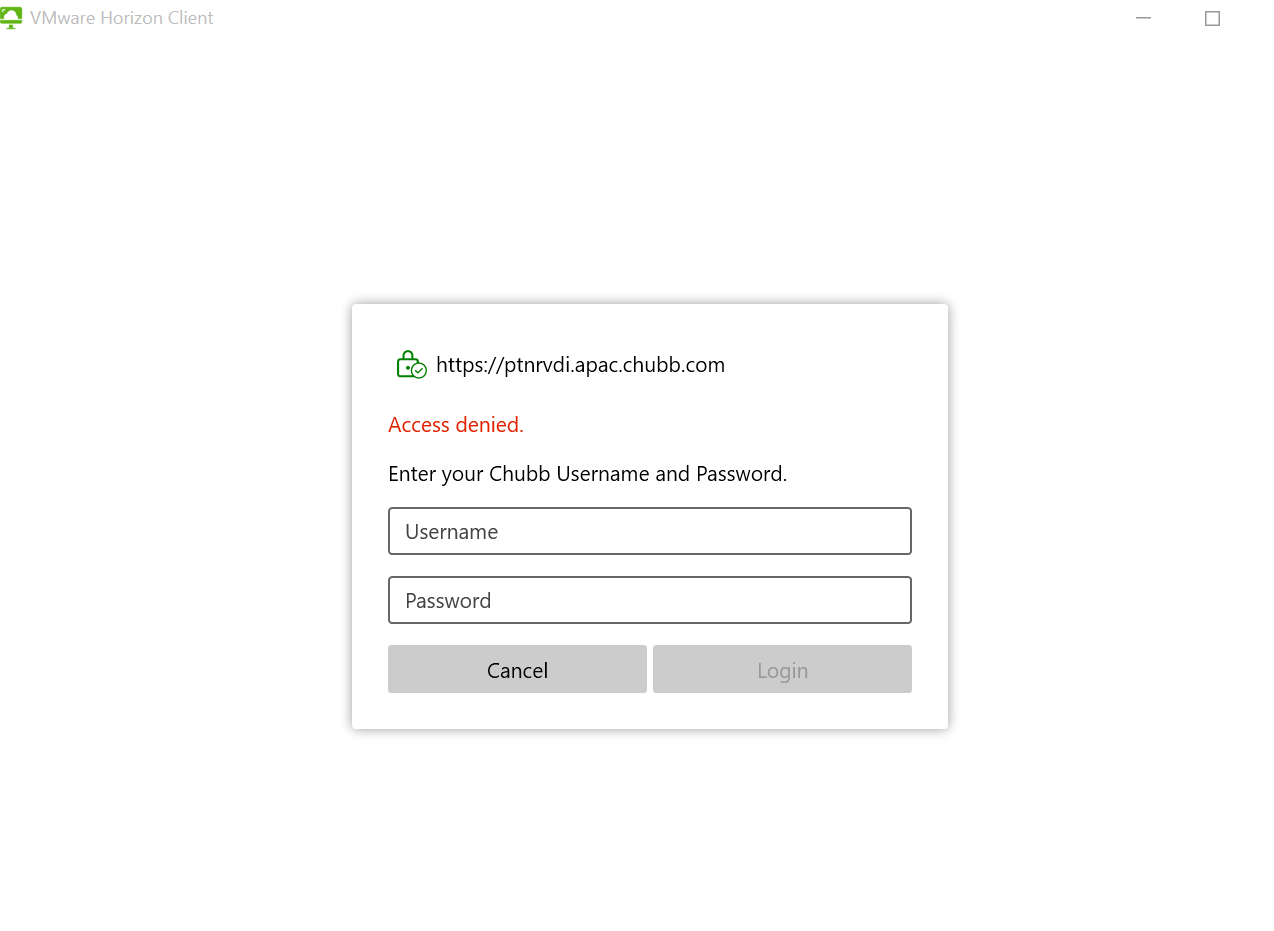 VMware Horizon Client
https://ptnrvdi.apac.chubb.com
Access denied.
Enter your Chubb Username and Password.
Username
Password
Cancel
Login